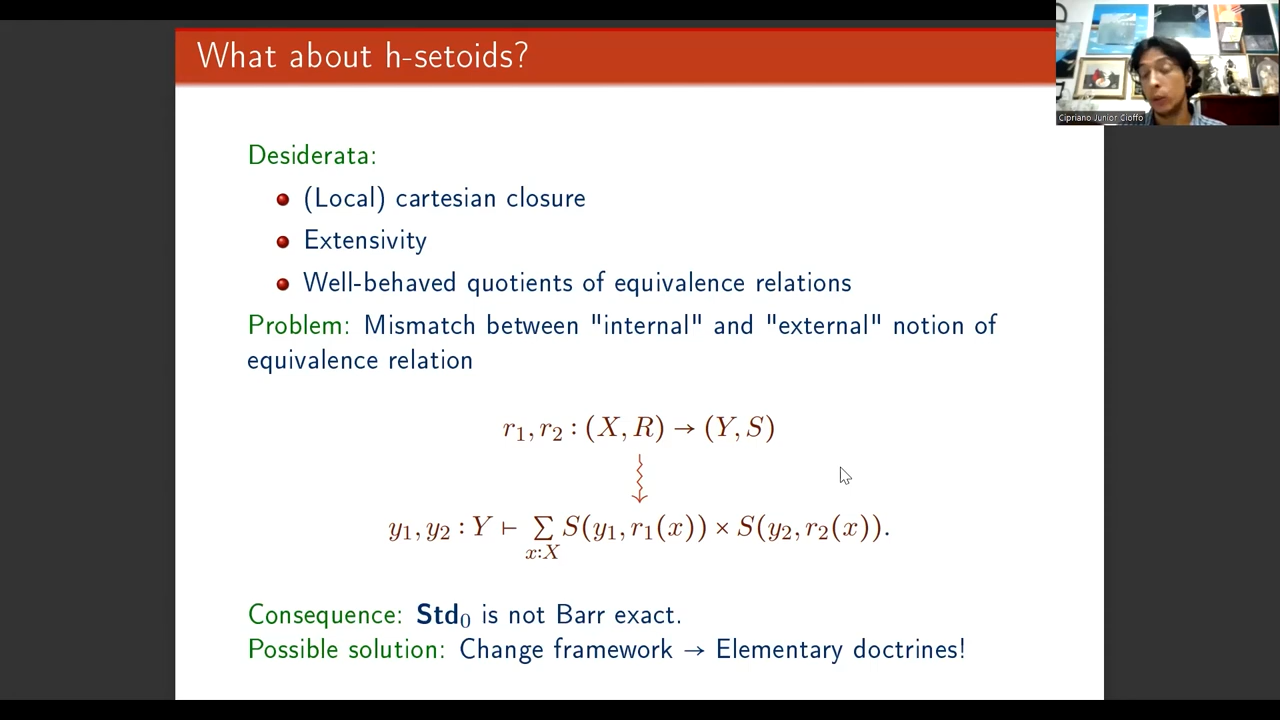 What about h-setoids?
Cipriano Junior Cioffo
Desiderata:
(Local) cartesian closure
Extensivity
Well-behaved quotients of equivalence relations
Problem: Mismatch between "internal" and "external" notion of
equivalence relation
r₁, r₂ : (X, R) → (Y, S)
y₁, y₂ : Y ⊢ ∑ S(y₁, r₁(x)) × S(y₂, r₂(x)).
x:X
Consequence: Std₀ is not Barr exact.
Possible solution: Change framework → Elementary doctrines!